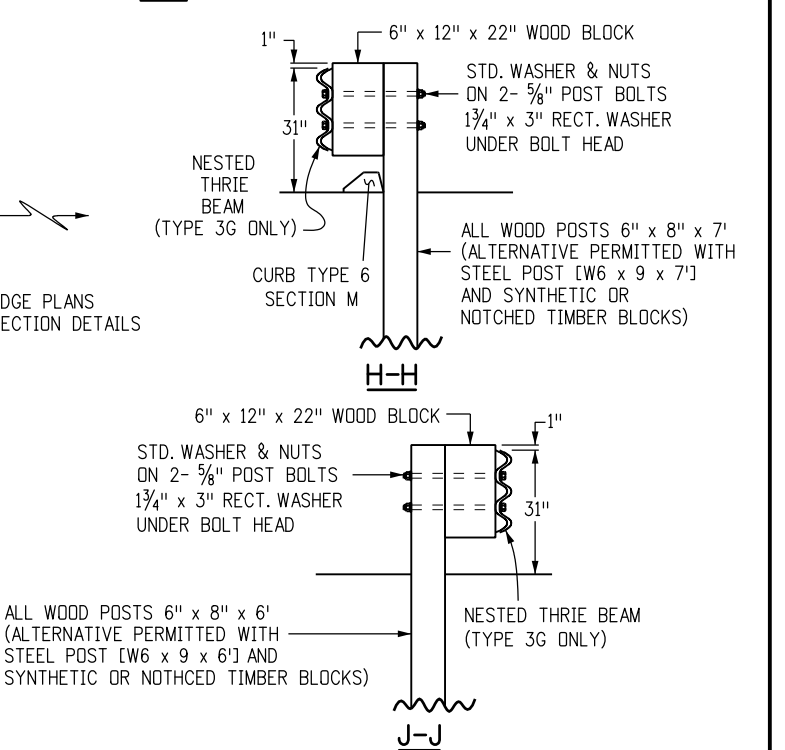 1"
6" x 12" x 22" WOOD BLOCK
STD. WASHER & NUTS
ON 2- 5/8" POST BOLTS
1 3/4" x 3" RECT. WASHER
UNDER BOLT HEAD
31"
NESTED
THRIE
BEAM
(TYPE 3G ONLY)
ALL WOOD POSTS 6" x 8" x 7'
(ALTERNATIVE PERMITTED WITH
STEEL POST [W6 x 9 x 7']
AND SYNTHETIC OR
NOTCHED TIMBER BLOCKS)
CURB TYPE 6
SECTION M
DGE PLANS
ECTION DETAILS
H-H
6" x 12" x 22" WOOD BLOCK
1"
STD. WASHER & NUTS
ON 2- 5/8" POST BOLTS
1 3/4" x 3" RECT. WASHER
UNDER BOLT HEAD
31"
ALL WOOD POSTS 6" x 8" x 6'
(ALTERNATIVE PERMITTED WITH
STEEL POST [W6 x 9 x 6'] AND
SYNTHETIC OR NOTHCED TIMBER BLOCKS)
NESTED THRIE BEAM
(TYPE 3G ONLY)
J-J